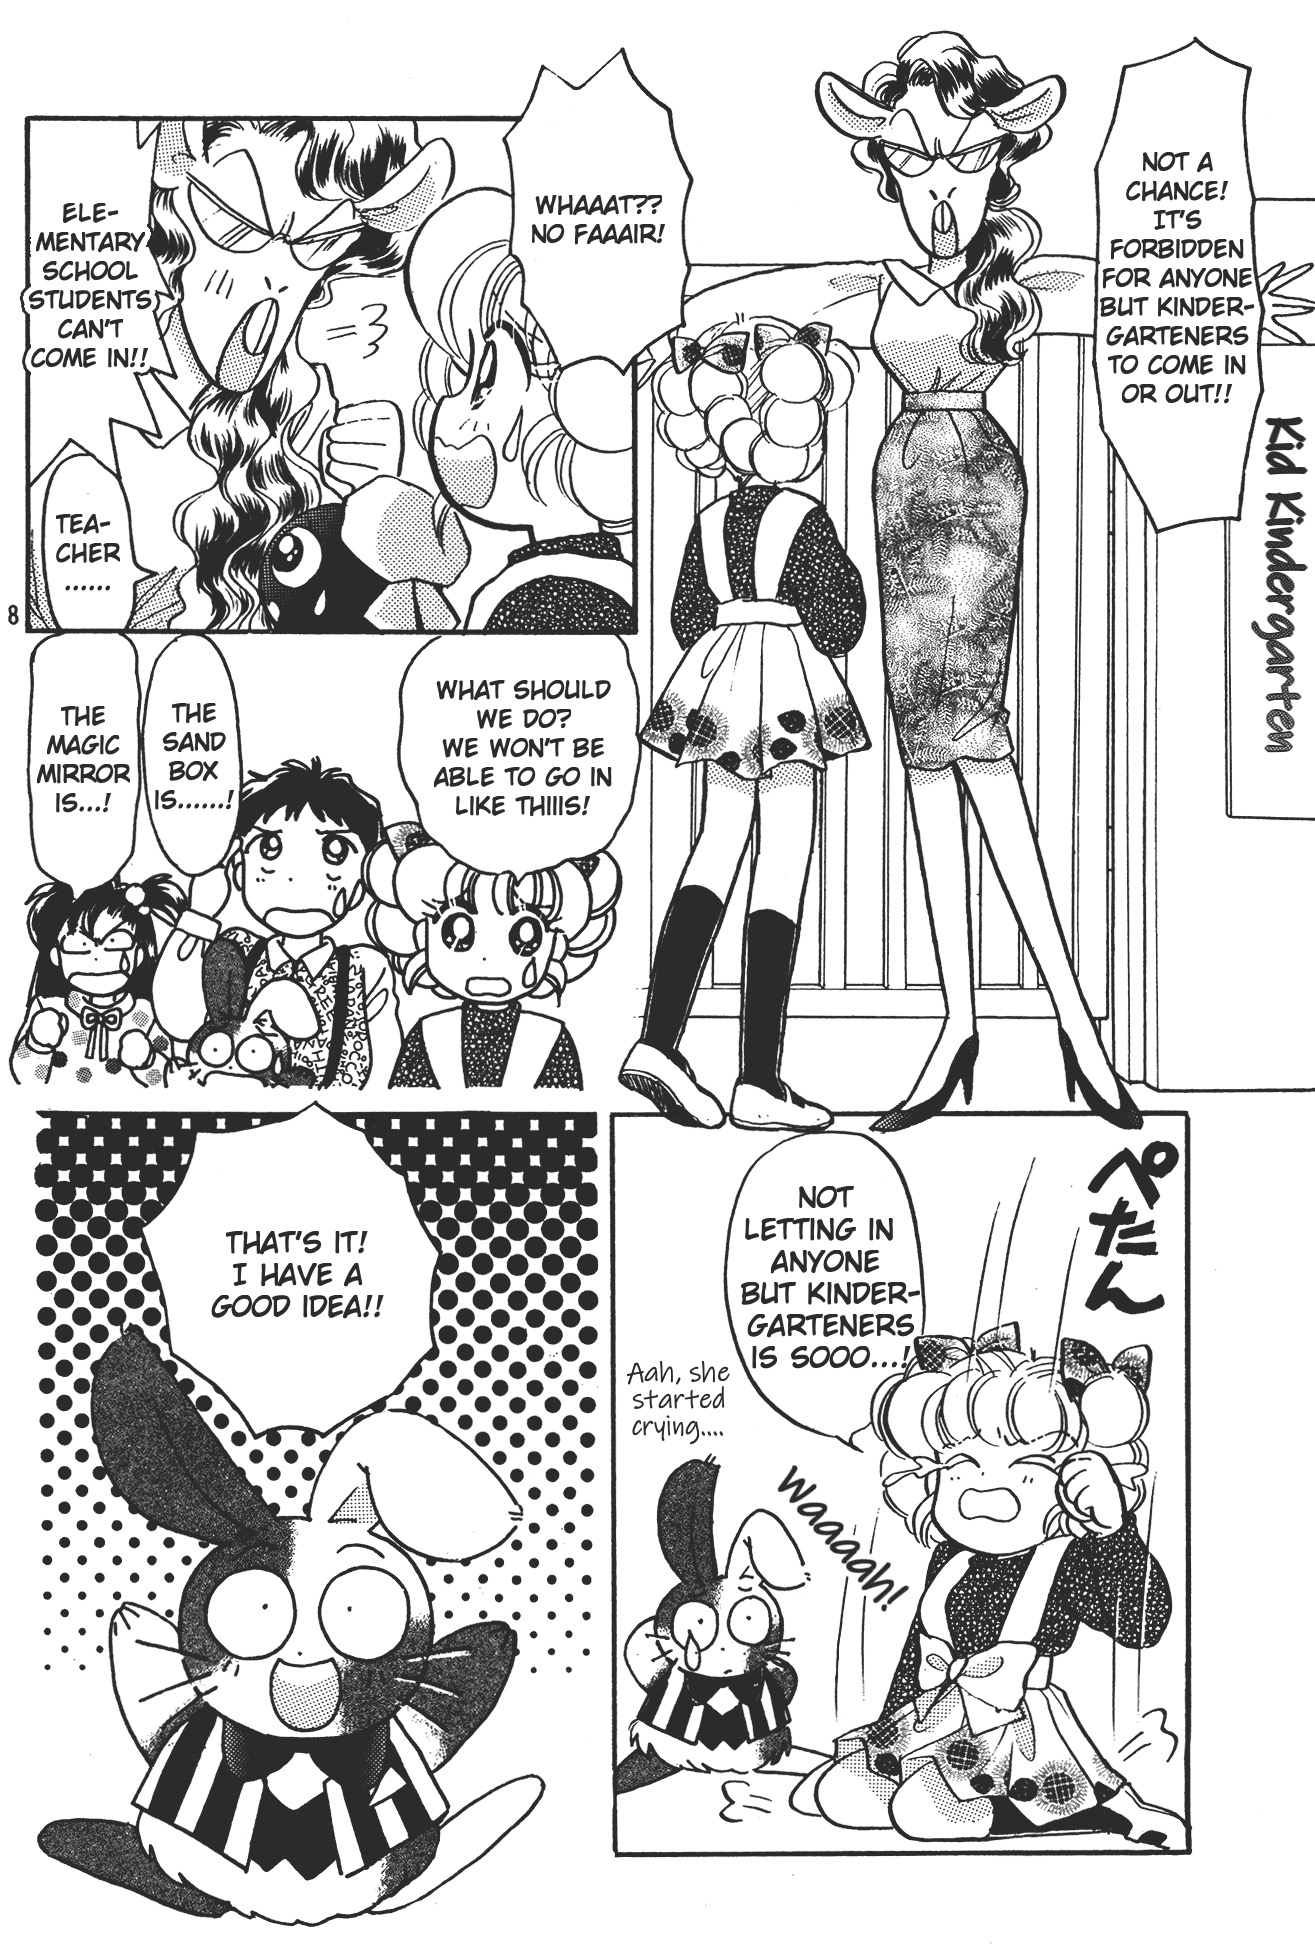 NOT A
CHANCE!
IT'S
FORBIDDEN
FOR ANYONE
BUT KINDER-
GARTENERS
TO COME IN
OR OUT!!
Kid Kindergarten
WHAAAT??
NO FAAAIR!
ELE-
MENTARY
SCHOOL
STUDENTS
CAN'T
COME IN!!
TEA-
CHER
......
8
WHAT SHOULD
WE DO?
WE WON'T BE
ABLE TO GO IN
LIKE THIIIS!
THE
SAND
BOX
IS......!
THE
MAGIC
MIRROR
IS...!
ぺたん
NOT
LETTING IN
ANYONE
BUT KINDER-
GARTENERS
IS SOOO...!
Aah, she
started
crying....
Waaaaah!
THAT'S IT!
I HAVE A
GOOD IDEA!!